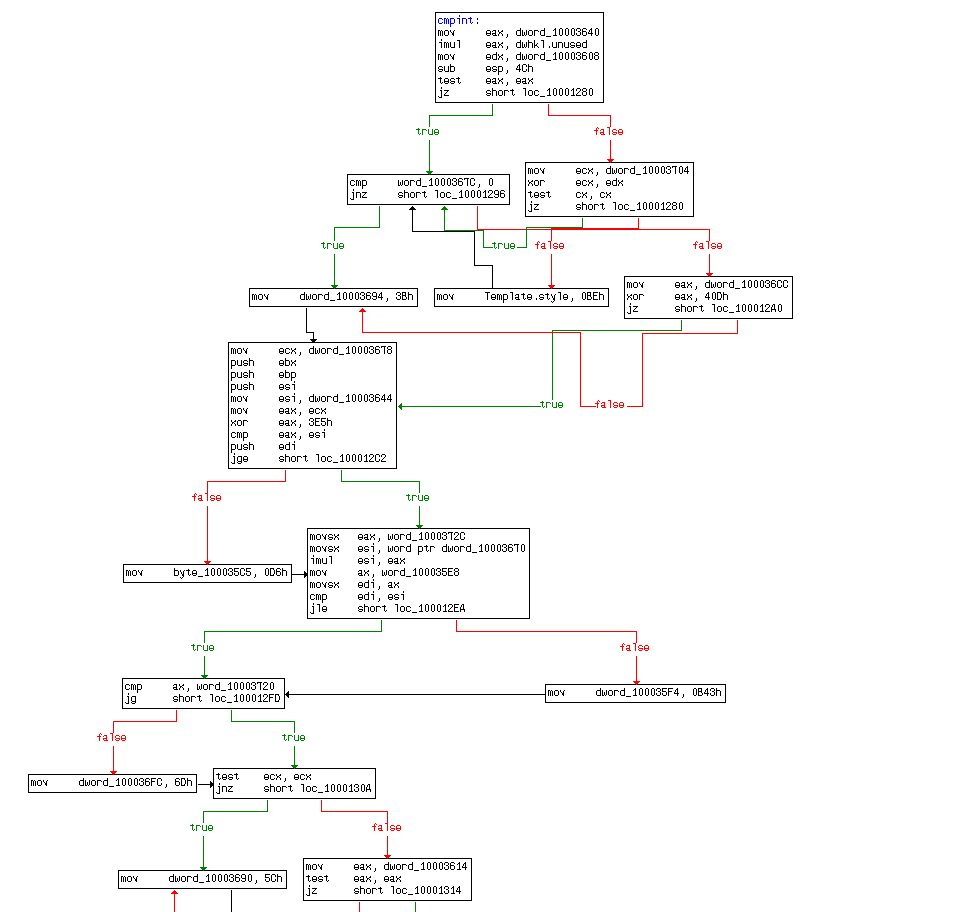 cmpint:
mov eax, dword_10003640
imul eax, dwhkl.unused
mov edx, dword_10003608
sub esp, 4Ch
test eax, eax
jz short loc_10001280
true
false
cmp word_1000367C, 0
jnz short loc_10001296
mov ecx, dword_10003704
xor ecx, edx
test cx, cx
jz short loc_10001280
true
true
false
false
mov dword_10003694, 3Bh
mov Template.style, 0BEh
mov eax, dword_100036CC
xor eax, 40Dh
jz short loc_100012A0
mov ecx, dword_10003678
push ebx
push ebp
push esi
mov esi, dword_10003644
mov eax, ecx
xor eax, 3E5h
cmp eax, esi
push edi
jge short loc_100012C2
true
false
false
true
mov byte_100035C5, 0D6h
movsx eax, word_1000372C
movsx esi, word ptr dword_10003670
imul esi, eax
mov ax, word_100035E8
movsx edi, ax
cmp edi, esi
jle short loc_100012EA
true
false
cmp ax, word_10003720
jg short loc_100012FD
mov dword_100035F4, 0B43h
false
true
mov dword_100036FC, 6Dh
test ecx, ecx
jnz short loc_1000130A
true
false
mov dword_10003690, 5Ch
mov eax, dword_10003614
test eax, eax
jz short loc_10001314